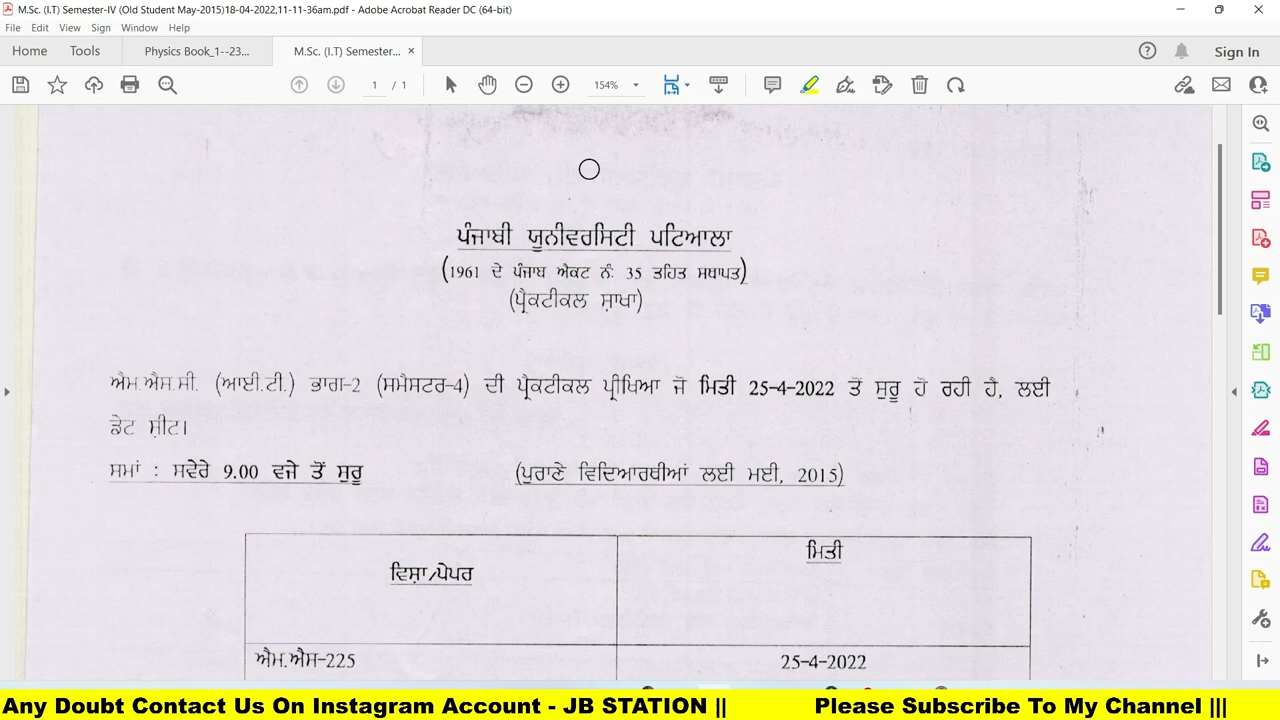 M.Sc. (I.T) Semester-IV (Old Student May-2015)18-04-2022,11-11-36am.pdf - Adobe Acrobat Reader DC (64-bit)
File Edit View Sign Window Help
Home Tools Physics Book_1--23... M.Sc. (I.T) Semester... × Sign In
1 / 1 154%
ਪੰਜਾਬੀ ਯੂਨੀਵਰਸਿਟੀ ਪਟਿਆਲਾ
(1961 ਦੇ ਪੰਜਾਬ ਐਕਟ ਨੰ: 35 ਤਹਿਤ ਸਥਾਪਤ)
(ਪ੍ਰੈਕਟੀਕਲ ਸ਼ਾਖਾ)
ਐਮ.ਐਸ.ਸੀ. (ਆਈ.ਟੀ.) ਭਾਗ-2 (ਸਮੈਸਟਰ-4) ਦੀ ਪ੍ਰੈਕਟੀਕਲ ਪ੍ਰੀਖਿਆ ਜੋ ਮਿਤੀ 25-4-2022 ਤੋਂ ਸੁਰੂ ਹੋ ਰਹੀ ਹੈ, ਲਈ
ਡੇਟ ਸ਼ੀਟ।
ਸਮਾਂ : ਸਵੇਰੇ 9.00 ਵਜੇ ਤੋਂ ਸੁਰੂ (ਪੁਰਾਣੇ ਵਿਦਿਆਰਥੀਆਂ ਲਈ ਮਈ, 2015)
ਮਿਤੀ
ਵਿਸ਼ਾ/ਪੇਪਰ
ਐਮ.ਐਸ-225 25-4-2022
Any Doubt Contact Us On Instagram Account - JB STATION || Please Subscribe To My Channel |||